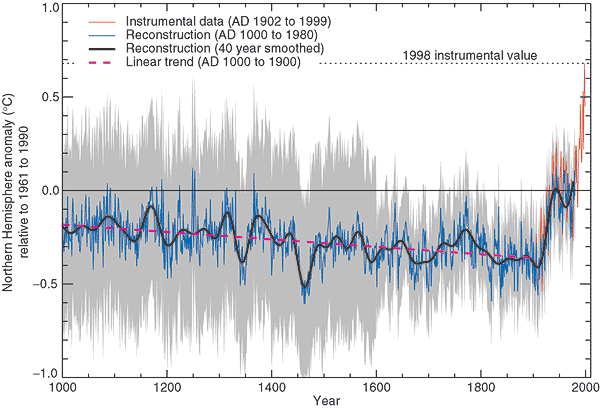 Instrumental data (AD 1902 to 1999)
Reconstruction (AD 1000 to 1980)
Reconstruction (40 year smoothed)
Linear trend (AD 1000 to 1900)
1998 instrumental value
Northern Hemisphere anomaly (°C)
relative to 1961 to 1990
1.0
0.5
0.0
−0.5
−1.0
1000
1200
1400
1600
1800
2000
Year